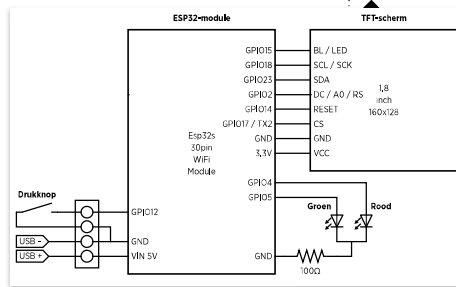 ESP32-module
TFT-scherm
GPIO15
BL / LED
GPIO18
SCL / SCK
GPIO23
SDA
GPIO2
DC / A0 / RS
GPIO14
RESET
GPIO17 / TX2
CS
GND
GND
3,3V
VCC
1,8
inch
160x128
Esp32s
30pin
WiFi
Module
GPIO4
GPIO5
Groen
Rood
Drukknop
GPIO12
USB -
GND
USB +
VIN 5V
GND
100Ω